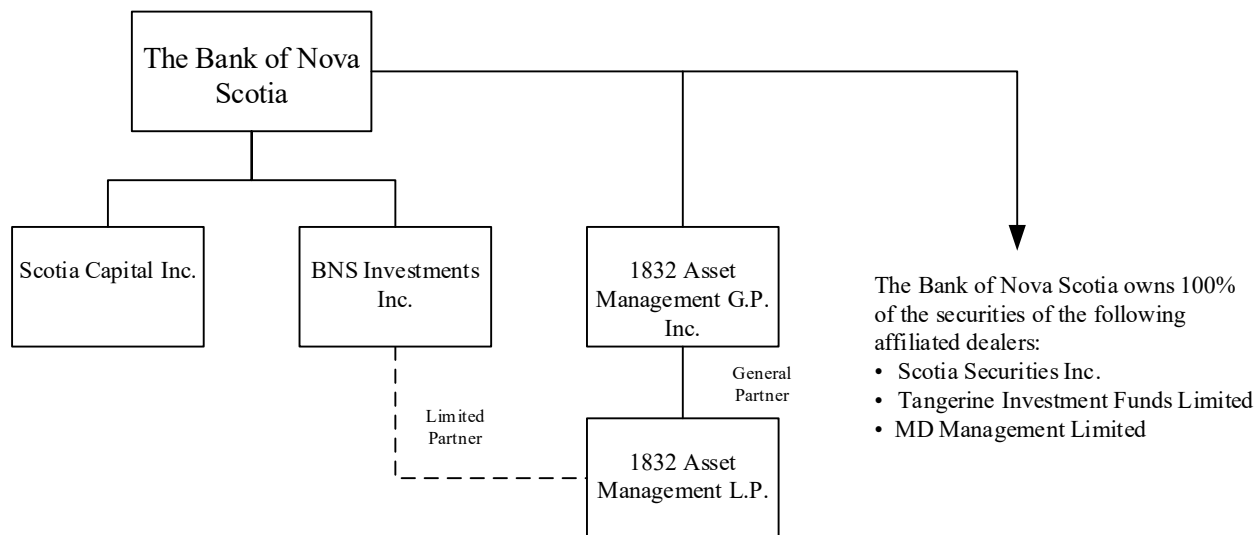 The Bank of Nova
Scotia
Scotia Capital Inc.
BNS Investments
Inc.
1832 Asset
Management G.P.
Inc.
The Bank of Nova Scotia owns 100%
of the securities of the following
affiliated dealers:
• Scotia Securities Inc.
• Tangerine Investment Funds Limited
• MD Management Limited
General
Partner
Limited
Partner
1832 Asset
Management L.P.